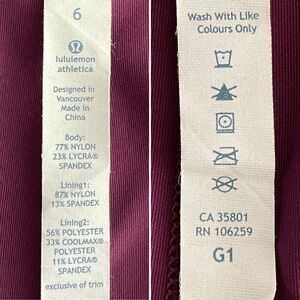 6
lululemon
athletica
Designed in
Vancouver
Made in
China
Body:
77% NYLON
23% LYCRA®
SPANDEX
Lining1:
87% NYLON
13% SPANDEX
Lining2:
56% POLYESTER
33% COOLMAX®
POLYESTER
11% LYCRA®
SPANDEX
exclusive of trim
Wash With Like
Colours Only
CA 35801
RN 106259
G1